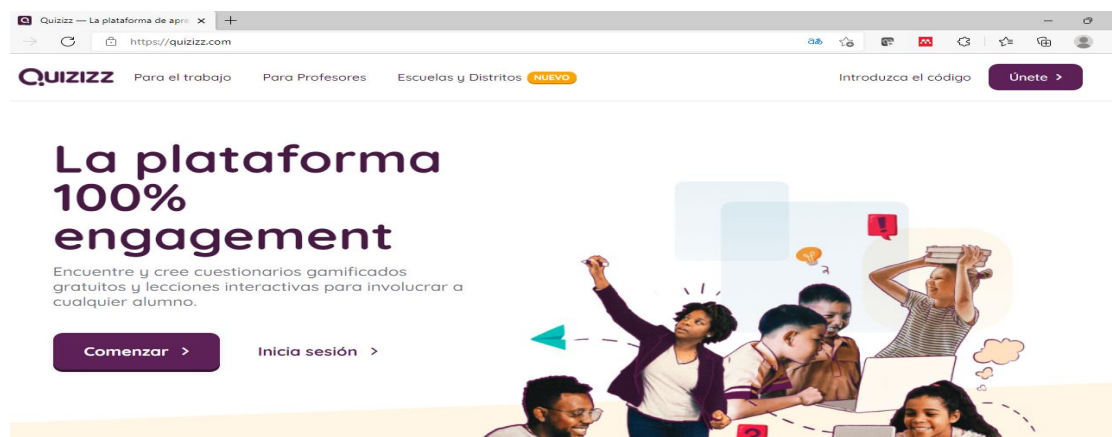 Quizizz — La plataforma de apre
https://quizizz.com
QUIZIZZ Para el trabajo Para Profesores Escuelas y Distritos NUEVO Introduzca el código Únete >
La plataforma
100%
engagement
Encuentre y cree cuestionarios gamificados
gratuitos y lecciones interactivas para involucrar a
cualquier alumno.
Comenzar > Inicia sesión >